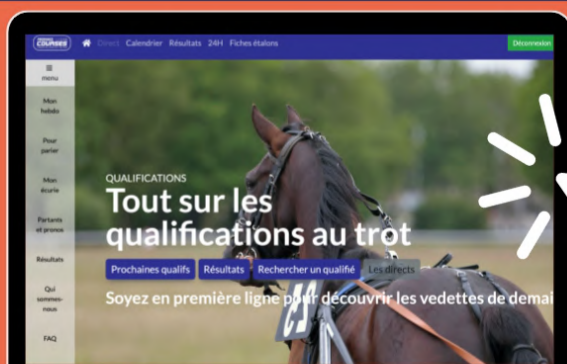 COURSES
Direct Calendrier Résultats 24H Fiches étalons
Déconnexion
menu
Mon
hebdo
Pour
parier
Mon
écurie
Partants
et pronos
Résultats
Qui
sommes-
nous
FAQ
QUALIFICATIONS
Tout sur les
qualifications au trot
Prochaines qualifs Résultats Rechercher un qualifié Les directs
Soyez en première ligne pour découvrir les vedettes de demai